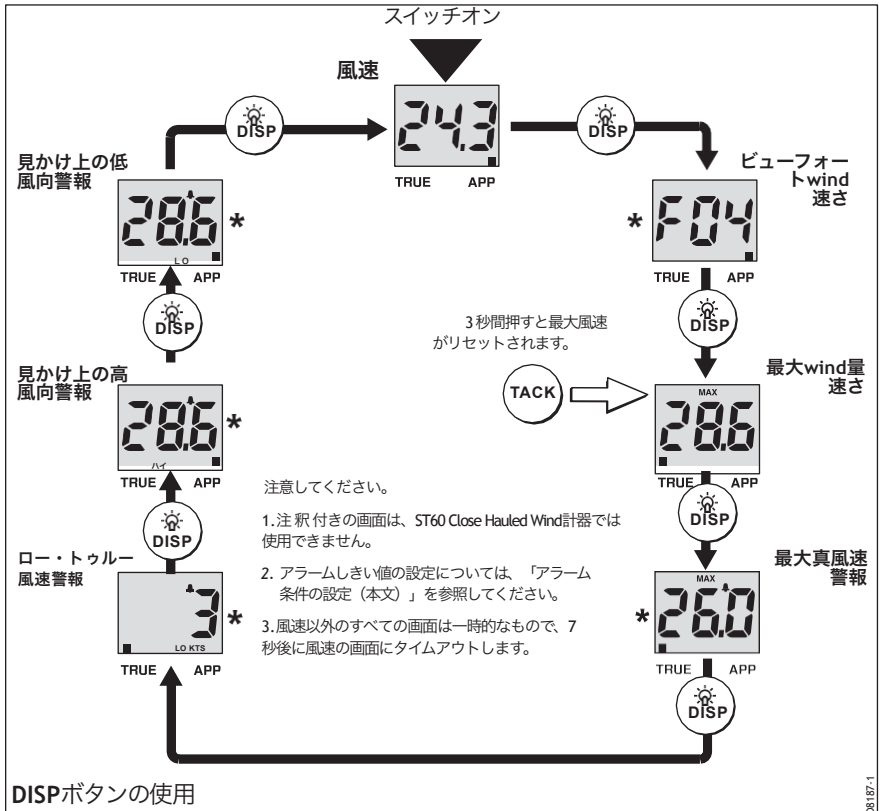 スイッチオン
風速
DISP
24.3
TRUE APP
DISP
ビューフォー
トwind
速さ
* F04
TRUE APP
DISP
3秒間押すと最大風速
がリセットされます。
TACK
最大wind量
速さ
MAX
28.6
TRUE APP
DISP
最大真風速
警報
MAX
* 26.0
TRUE APP
DISP
ロー・トゥルー
風速警報
3 *
LO KTS
TRUE APP
DISP
見かけ上の高
風向警報
28.6 *
ハイ
TRUE APP
DISP
見かけ上の低
風向警報
28.6 *
LO
TRUE APP
注意してください。
1.注 釈 付きの画面は、ST60 Close Hauled Wind計器では
使用できません。
2. アラームしきい値の設定については、「アラーム
条件の設定（本文）」を参照してください。
3.風速以外のすべての画面は一時的なもので、7
秒後に風速の画面にタイムアウトします。
DISPボタンの使用
D8187-1